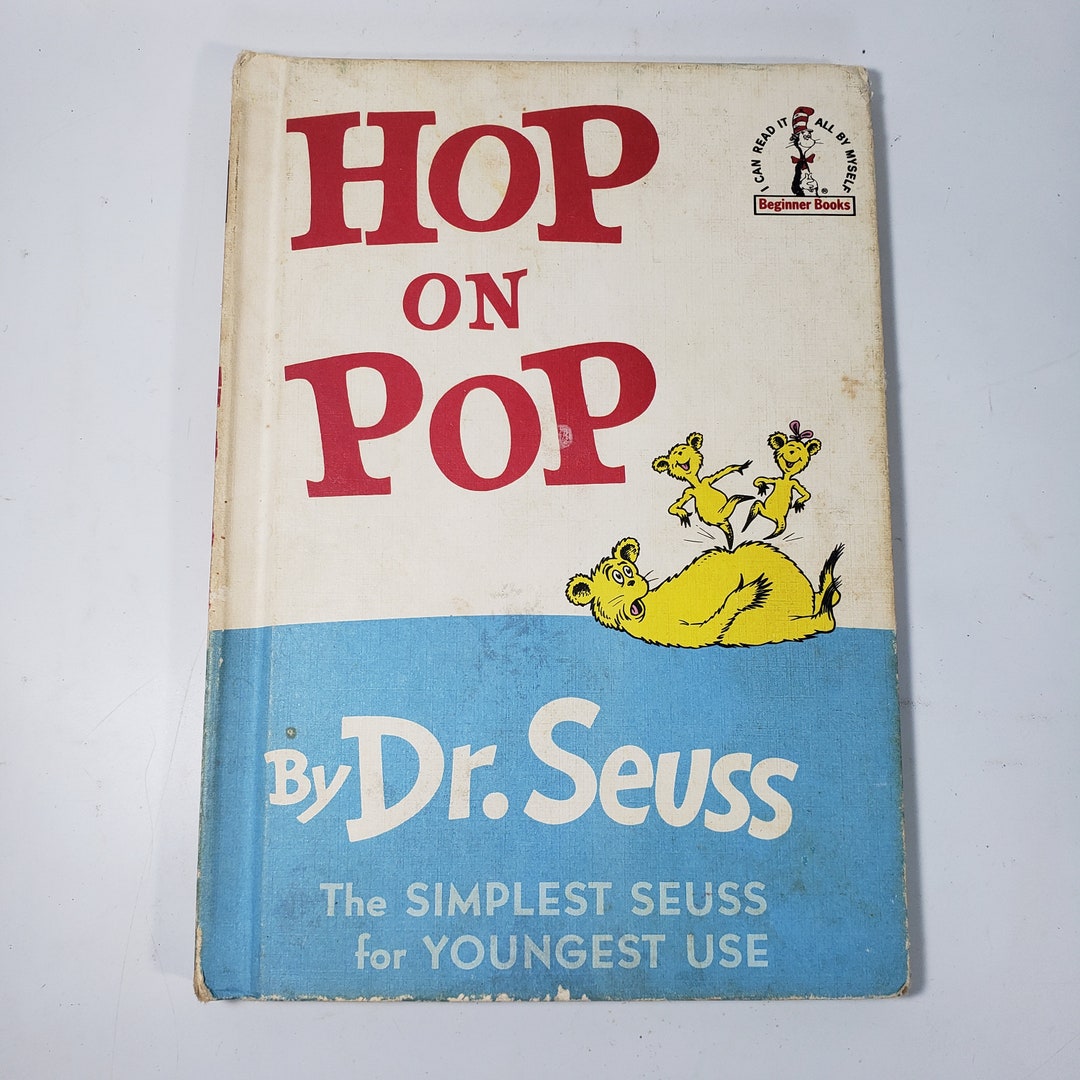 HOP
ON
POP
I CAN READ IT ALL BY MYSELF
®
Beginner Books
By Dr. Seuss
The SIMPLEST SEUSS
for YOUNGEST USE